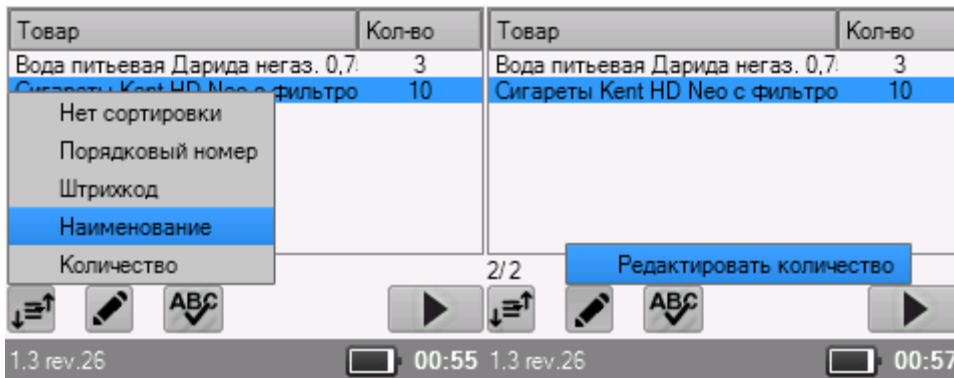 Товар Кол-во
Вода питьевая Дарида негаз. 0,7 3
Сигареты Kent HD Neo с фильтро 10
Нет сортировки
Порядковый номер
Штрихкод
Наименование
Количество
ABC
1.3 rev.26 00:55
Товар Кол-во
Вода питьевая Дарида негаз. 0,7 3
Сигареты Kent HD Neo с фильтро 10
2/2
Редактировать количество
ABC
1.3 rev.26 00:57